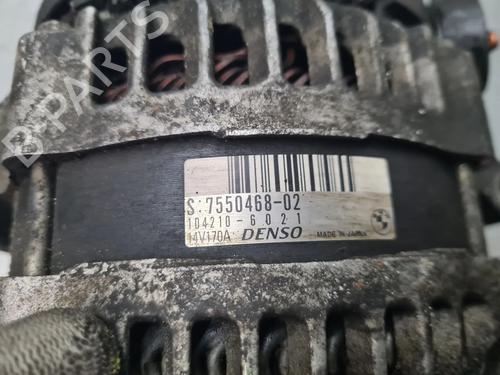 S:7550468-02
104210-6021
14V170A DENSO MADE IN JAPAN
B-PARTS